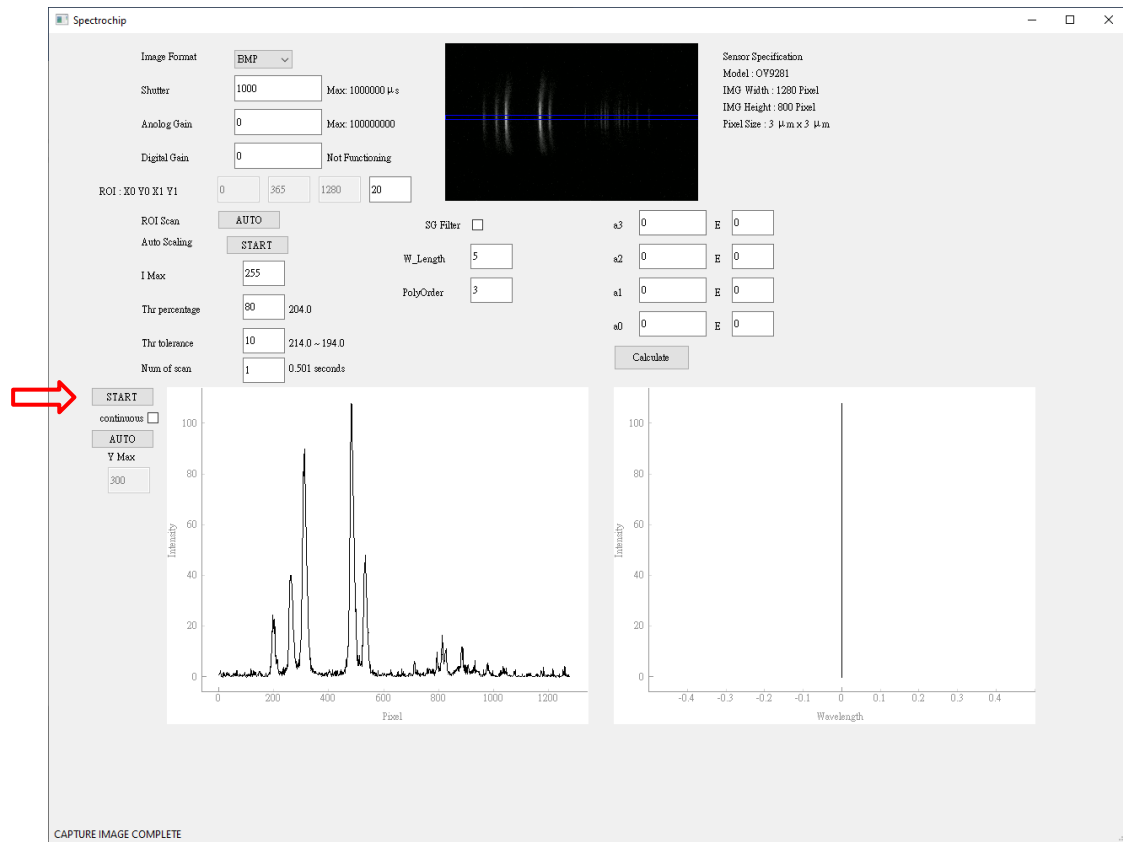 Spectrochip
Image Format BMP
Shutter 1000 Max: 1000000 μs
Anolog Gain 0 Max: 100000000
Digital Gain 0 Not Functioning
ROI : X0 Y0 X1 Y1 0 365 1280 20
Sensor Specification
Model : OV9281
IMG Width : 1280 Pixel
IMG Height : 800 Pixel
Pixel Size : 3 μm x 3 μm
ROI Scan AUTO
Auto Scaling START
I Max 255
Thr percentage 80 204.0
Thr tolerance 10 214.0 ~ 194.0
Num of scan 1 0.501 seconds
SG Filter
W_Length 5
PolyOrder 3
a3 0 E 0
a2 0 E 0
a1 0 E 0
a0 0 E 0
Calculate
START
continuous
AUTO
Y Max
300
100
80
60
40
20
0
Intensity
0 200 400 600 800 1000 1200
Pixel
100
80
60
40
20
0
Intensity
-0.4 -0.3 -0.2 -0.1 0 0.1 0.2 0.3 0.4
Wavelength
CAPTURE IMAGE COMPLETE